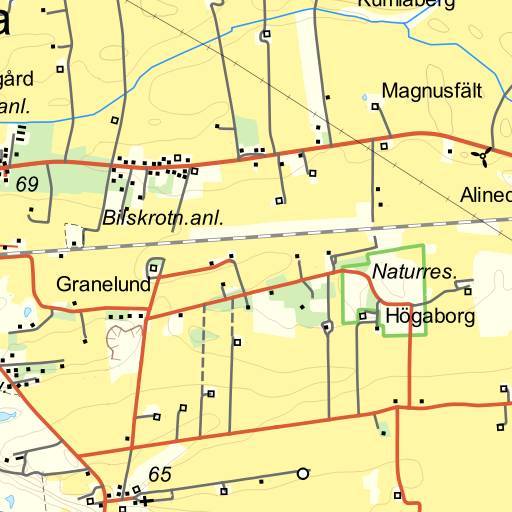 a
Kumlaberg
gård
anl.
Magnusfält
69
Bilskrotn.anl.
Alined
Granelund
Naturres.
Högaborg
65